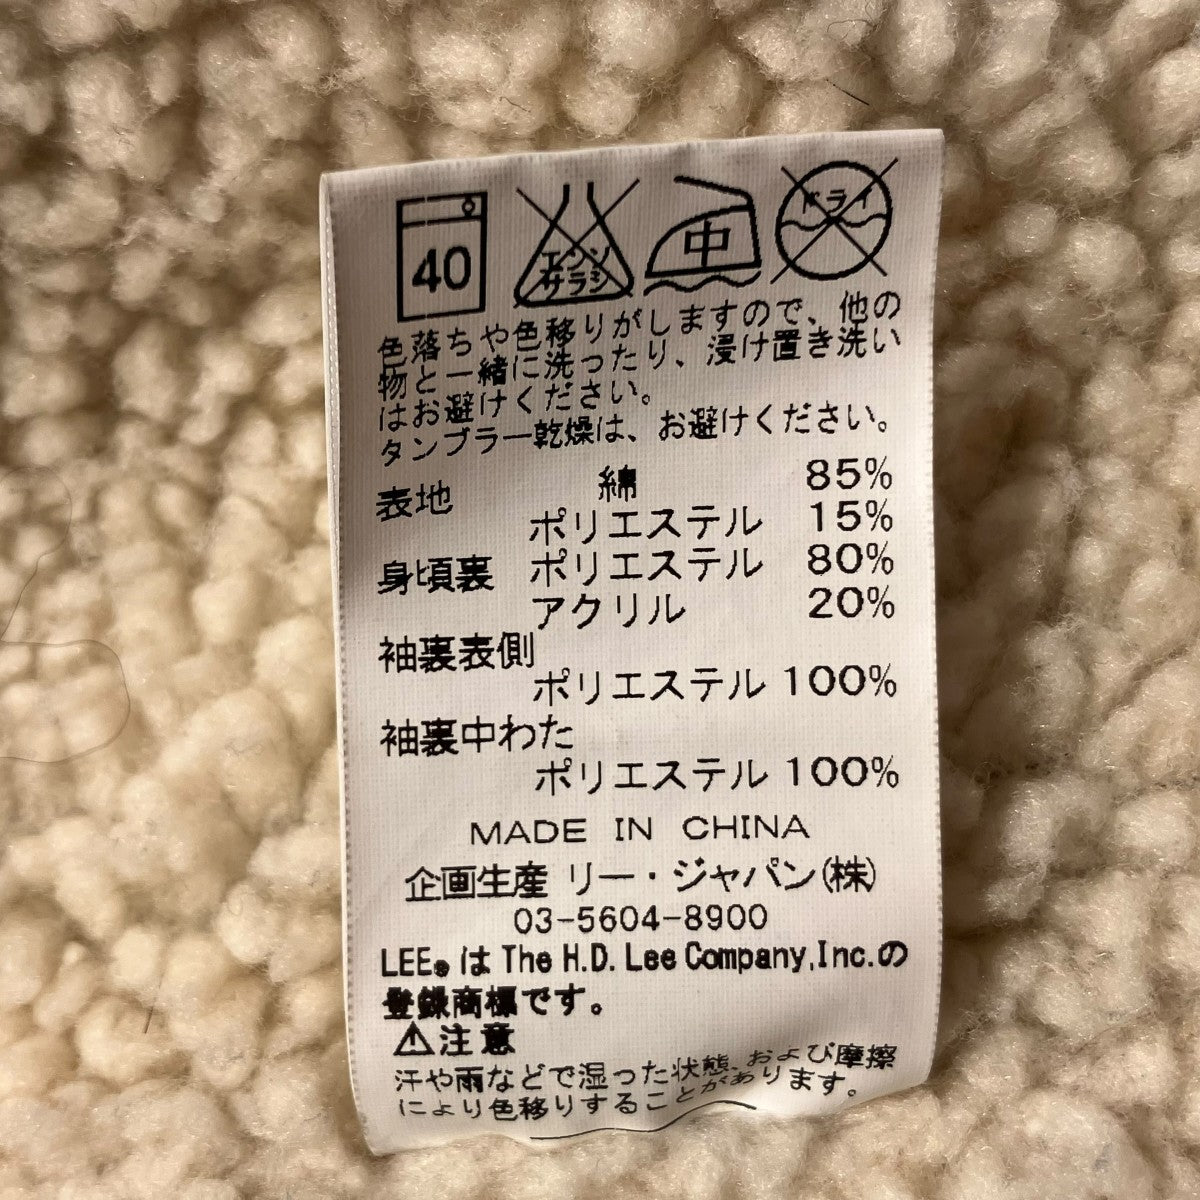 40
エンソ
サラシ
中
ドライ
色落ちや色移りがしますので、他の
物と一緒に洗ったり、浸け置き洗い
はお避けください。
タンブラー乾燥は、お避けください。
表地 綿 85%
ポリエステル 15%
身頃裏 ポリエステル 80%
アクリル 20%
袖裏表側
ポリエステル 100%
袖裏中わた
ポリエステル 100%
MADE IN CHINA
企画生産 リー・ジャパン(株)
03-5604-8900
LEE®は The H.D. Lee Company,Inc.の
登録商標です。
⚠注意
汗や雨などで湿った状態、および摩擦
により色移りすることがあります。